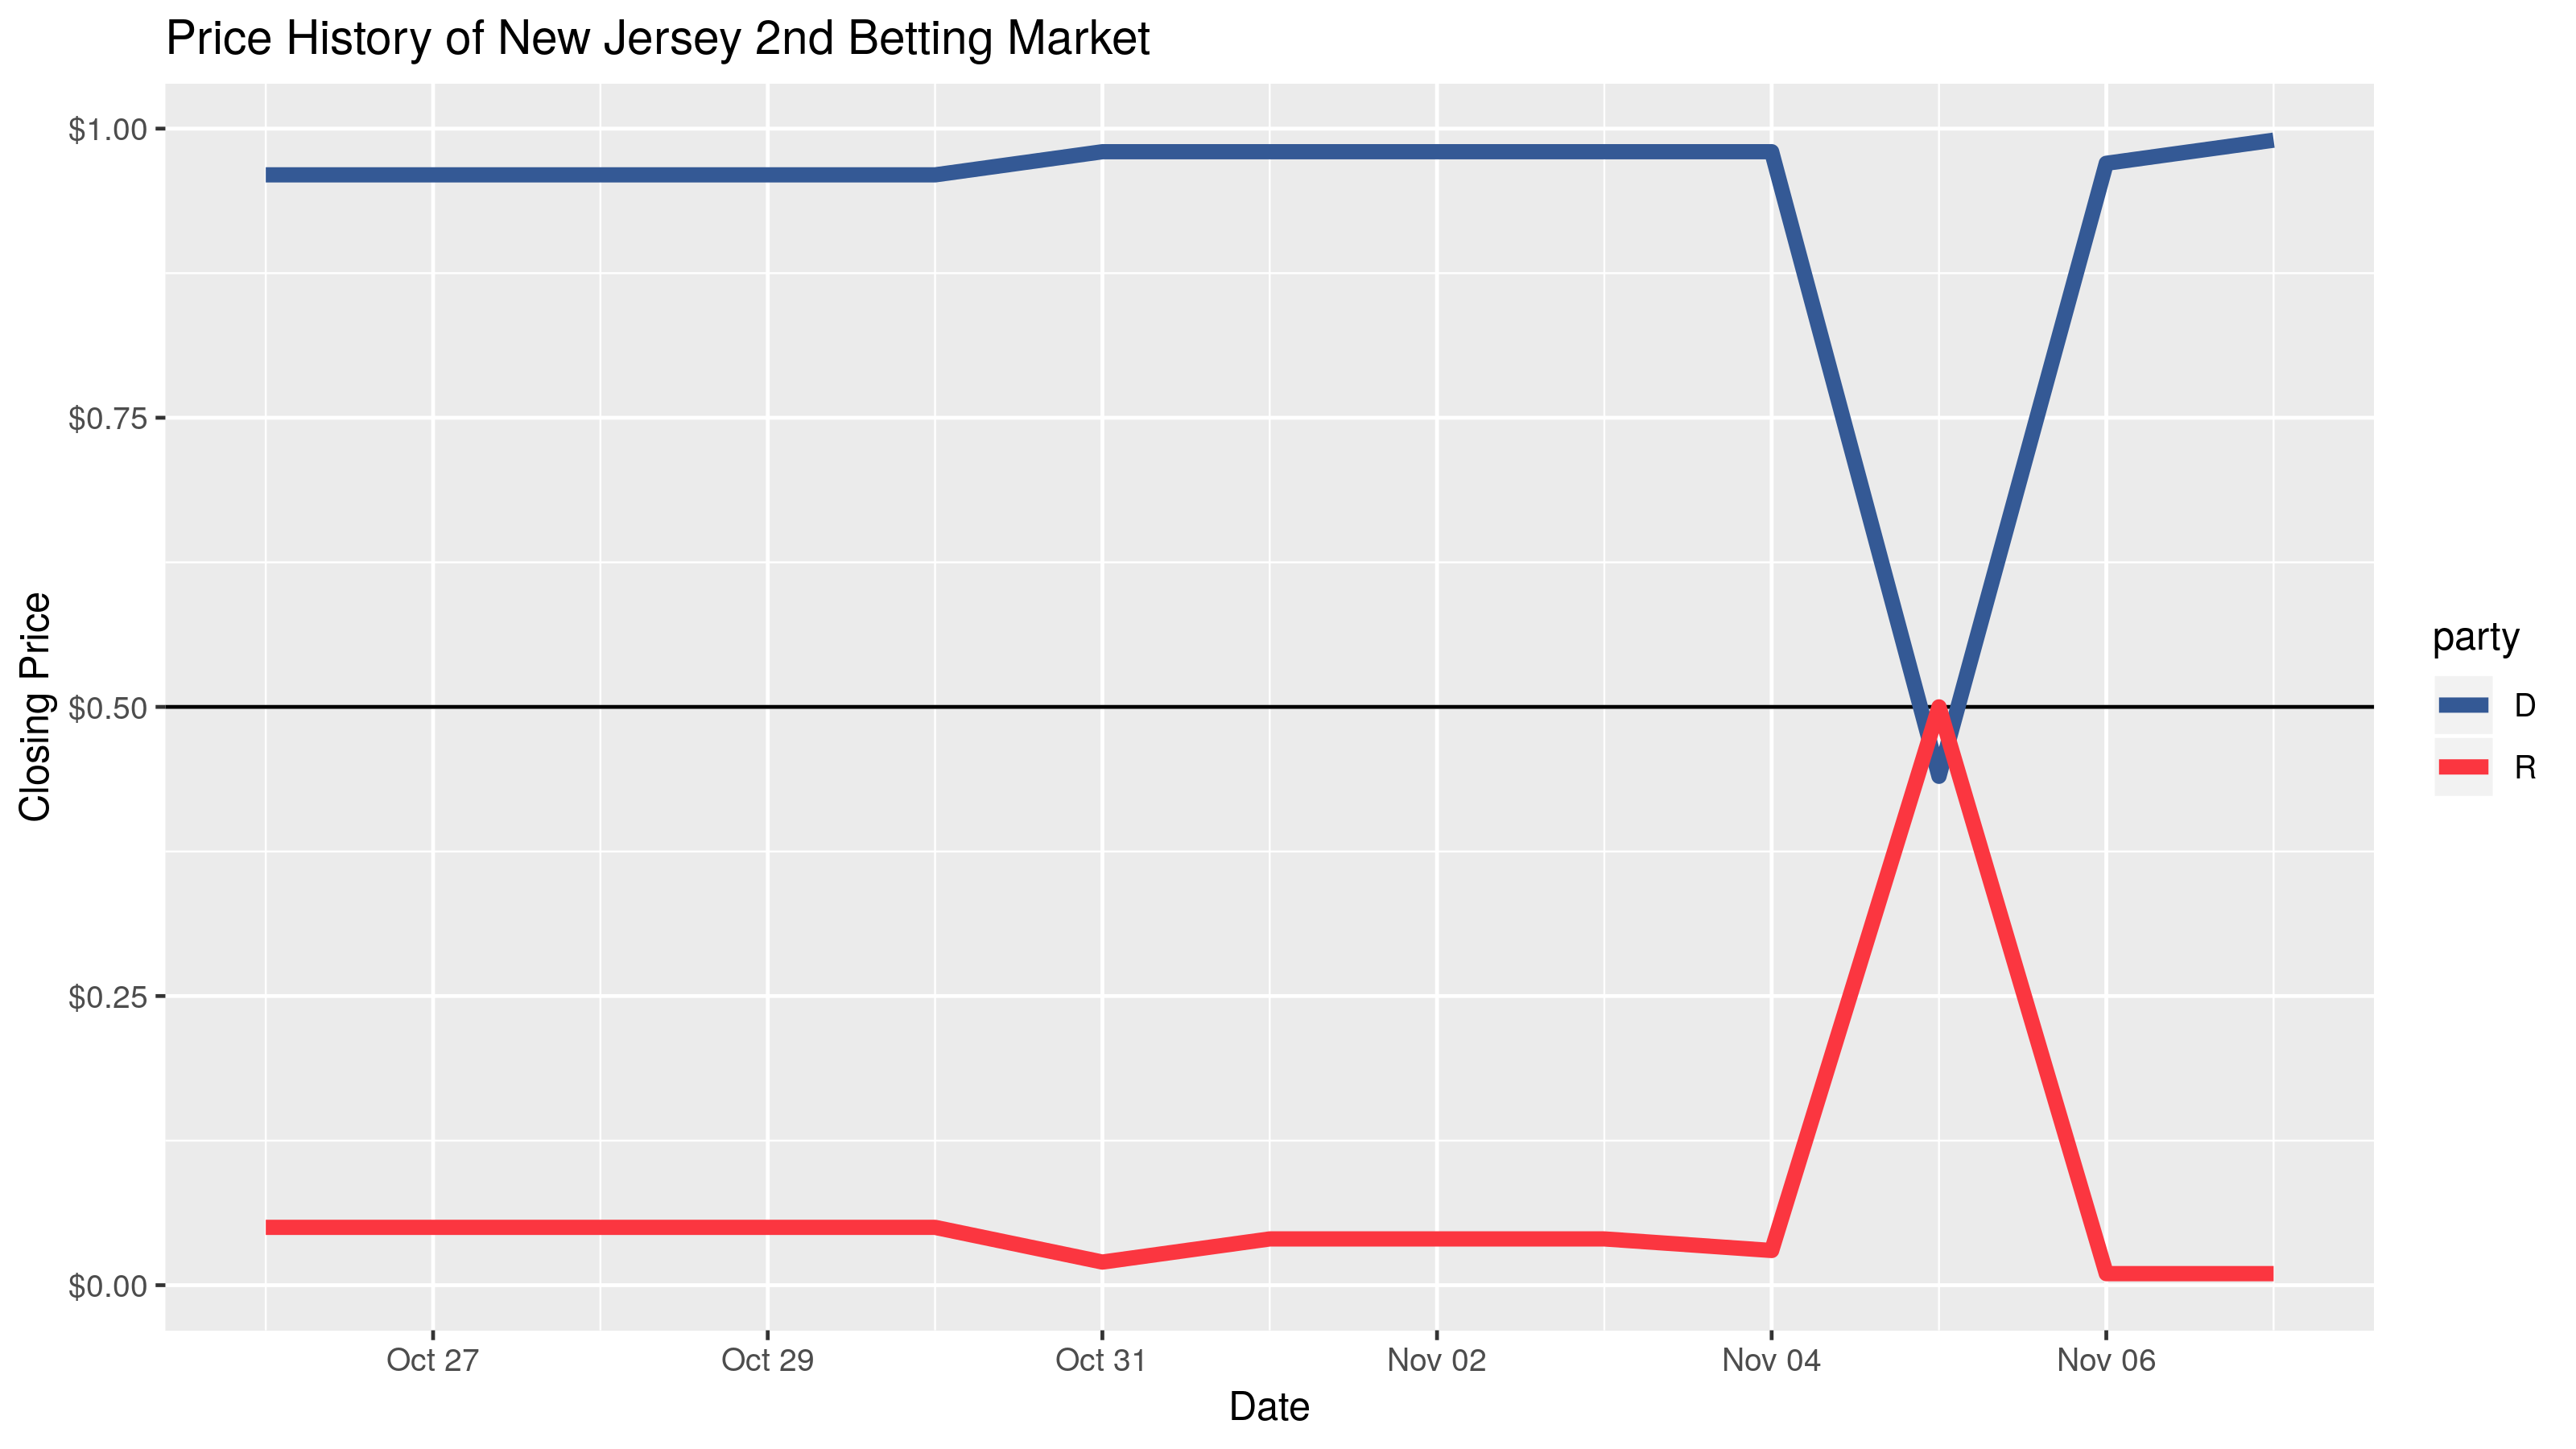 Price History of New Jersey 2nd Betting Market
$1.00
$0.75
$0.50
$0.25
$0.00
Closing Price
Oct 27
Oct 29
Oct 31
Nov 02
Nov 04
Nov 06
Date
party
D
R